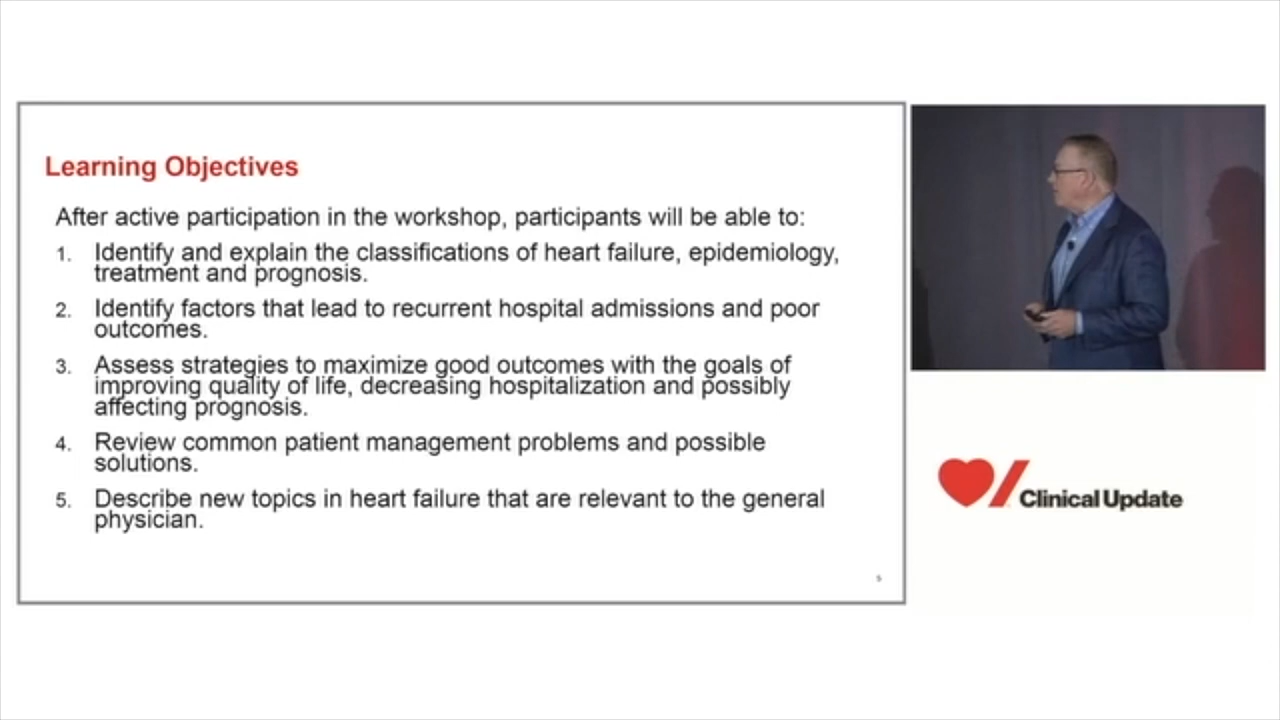 Learning Objectives
After active participation in the workshop, participants will be able to:
1. Identify and explain the classifications of heart failure, epidemiology,
treatment and prognosis.
2. Identify factors that lead to recurrent hospital admissions and poor
outcomes.
3. Assess strategies to maximize good outcomes with the goals of
improving quality of life, decreasing hospitalization and possibly
affecting prognosis.
4. Review common patient management problems and possible
solutions.
5. Describe new topics in heart failure that are relevant to the general
physician.
5
Clinical Update